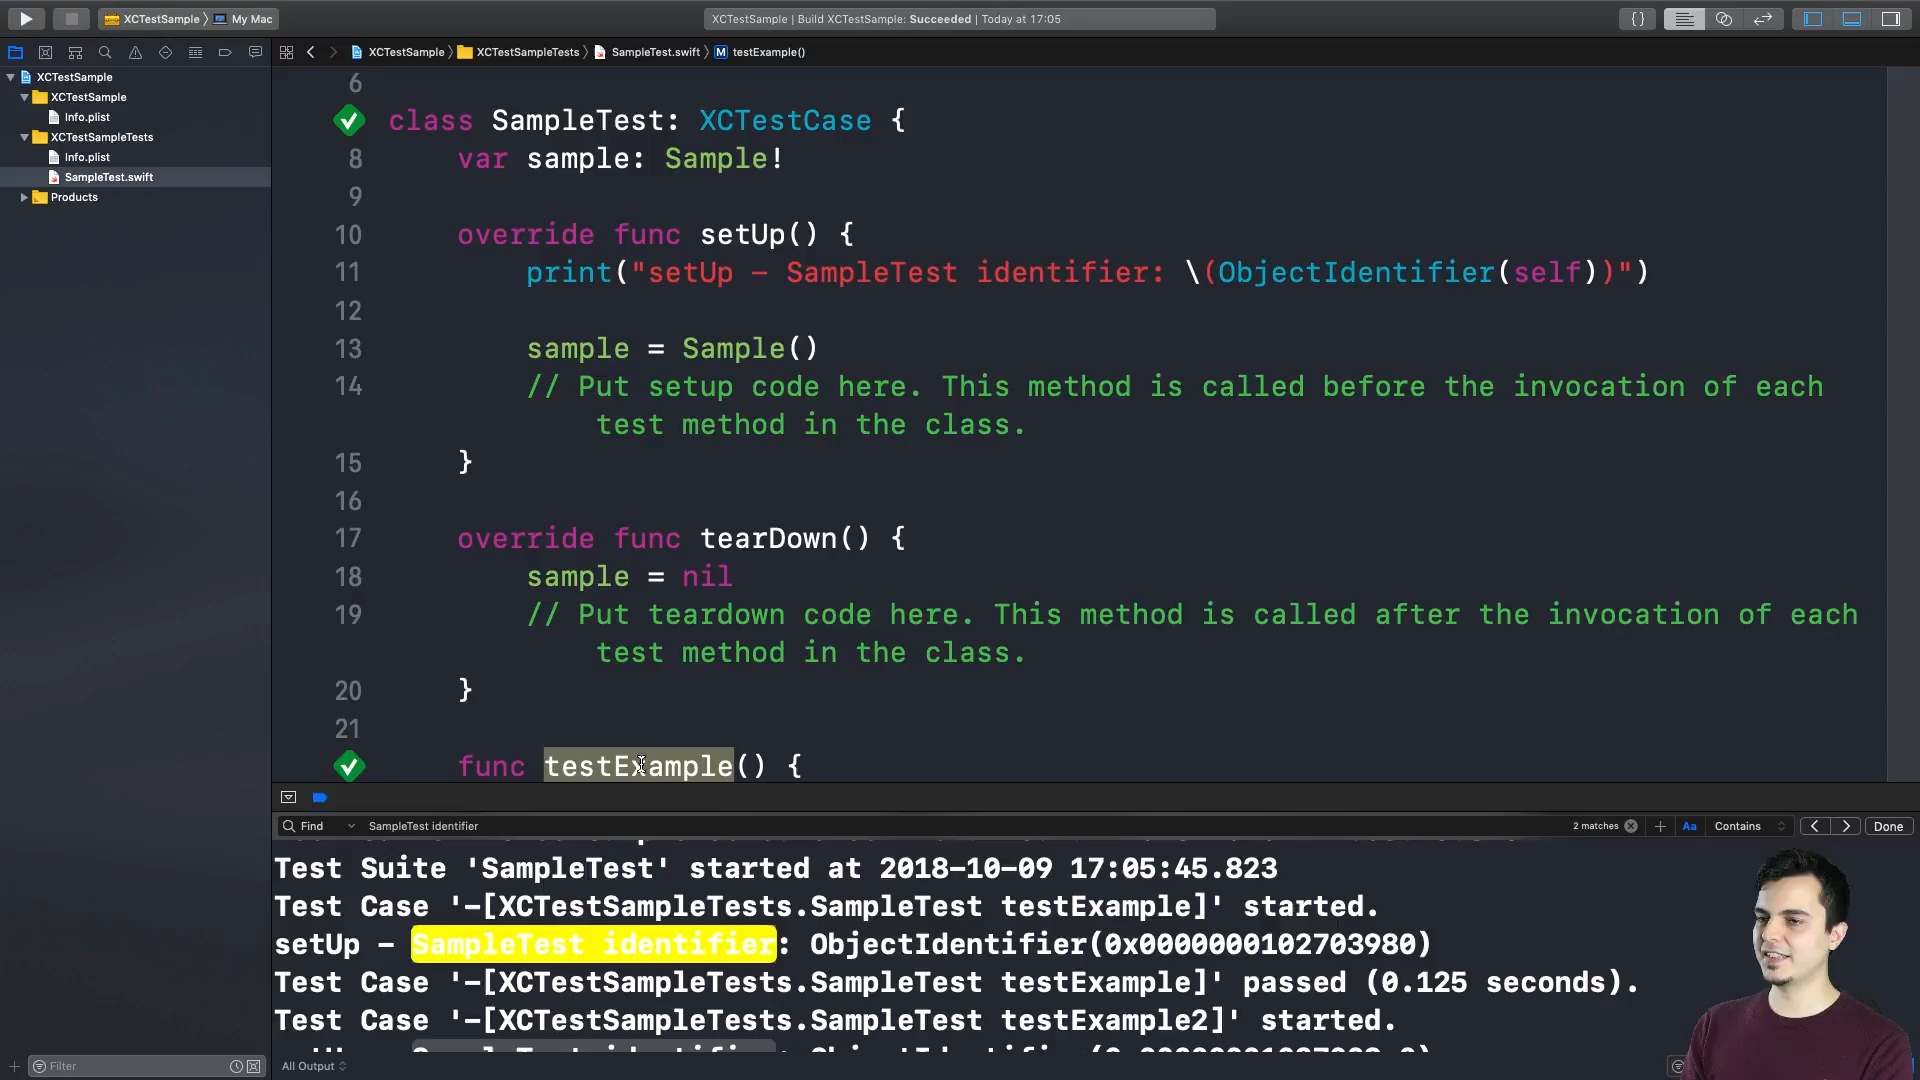 XCTestSample My Mac
XCTestSample | Build XCTestSample: Succeeded | Today at 17:05
XCTestSample XCTestSampleTests SampleTest.swift M testExample()
XCTestSample
XCTestSample
Info.plist
XCTestSampleTests
Info.plist
SampleTest.swift
Products
6
class SampleTest: XCTestCase {
8 var sample: Sample!
9
10 override func setUp() {
11 print("setUp – SampleTest identifier: \(ObjectIdentifier(self))")
12
13 sample = Sample()
14 // Put setup code here. This method is called before the invocation of each
test method in the class.
15 }
16
17 override func tearDown() {
18 sample = nil
19 // Put teardown code here. This method is called after the invocation of each
test method in the class.
20 }
21
func testExample() {
Find SampleTest identifier 2 matches Aa Contains Done
Test Suite 'SampleTest' started at 2018-10-09 17:05:45.823
Test Case '-[XCTestSampleTests.SampleTest testExample]' started.
setUp – SampleTest identifier: ObjectIdentifier(0x0000000102703980)
Test Case '-[XCTestSampleTests.SampleTest testExample]' passed (0.125 seconds).
Test Case '-[XCTestSampleTests.SampleTest testExample2]' started.
Filter All Output